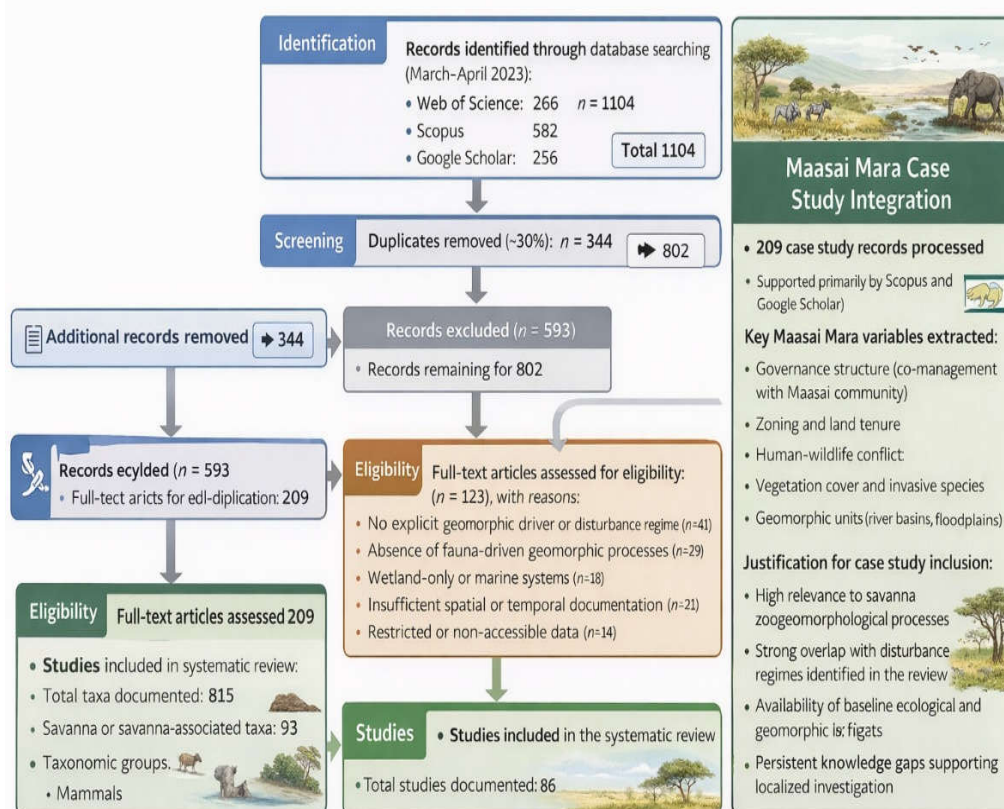 Identification
Records identified through database searching
(March–April 2023):
• Web of Science: 266 n = 1104
• Scopus 582
• Google Scholar: 256
Total 1104
Screening
Duplicates removed (~30%): n = 344
802
Additional records removed
344
Records excluded (n = 593)
• Records remaining for 802
Records ecylded (n = 593
• Full-tect aricts for edl-diplication: 209
Eligibility
Full-text articles assessed for eligibility:
(n = 123), with reasons:
• No explicit geomorphic driver or disturbance regime (n=41)
• Absence of fauna-driven geomorphic processes (n=29)
• Wetland-only or marine systems (n=18)
• Insufficient spatial or temporal documentation (n=21)
• Restricted or non-accessible data (n=14)
Eligibility
Full-text articles assessed 209
• Studies included in systematic review:
• Total taxa documented: 815
• Savanna or savanna-associated taxa: 93
• Taxonomic groups.
• Mammals
Studies
• Studies included in the systematic review
• Total studies documented: 86
Maasai Mara Case
Study Integration
• 209 case study records processed
• Supported primarily by Scopus and
Google Scholar)
Key Maasai Mara variables extracted:
• Governance structure (co-management
with Maasai community)
• Zoning and land tenure
• Human-wildlife conflict:
• Vegetation cover and invasive species
• Geomorphic units (river basins, floodplains)
Justification for case study inclusion:
• High relevance to savanna
zoogeomorphological processes
• Strong overlap with disturbance
regimes identified in the review
• Availability of baseline ecological and
geomorphic figats
• Persistent knowledge gaps supporting
localized investigation